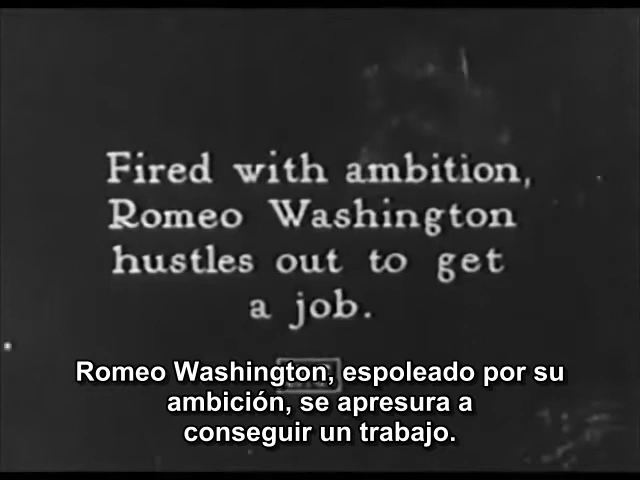 Fired with ambition,
Romeo Washington
hustles out to get
a job.
Romeo Washington, espoleado por su
ambición, se apresura a
conseguir un trabajo.